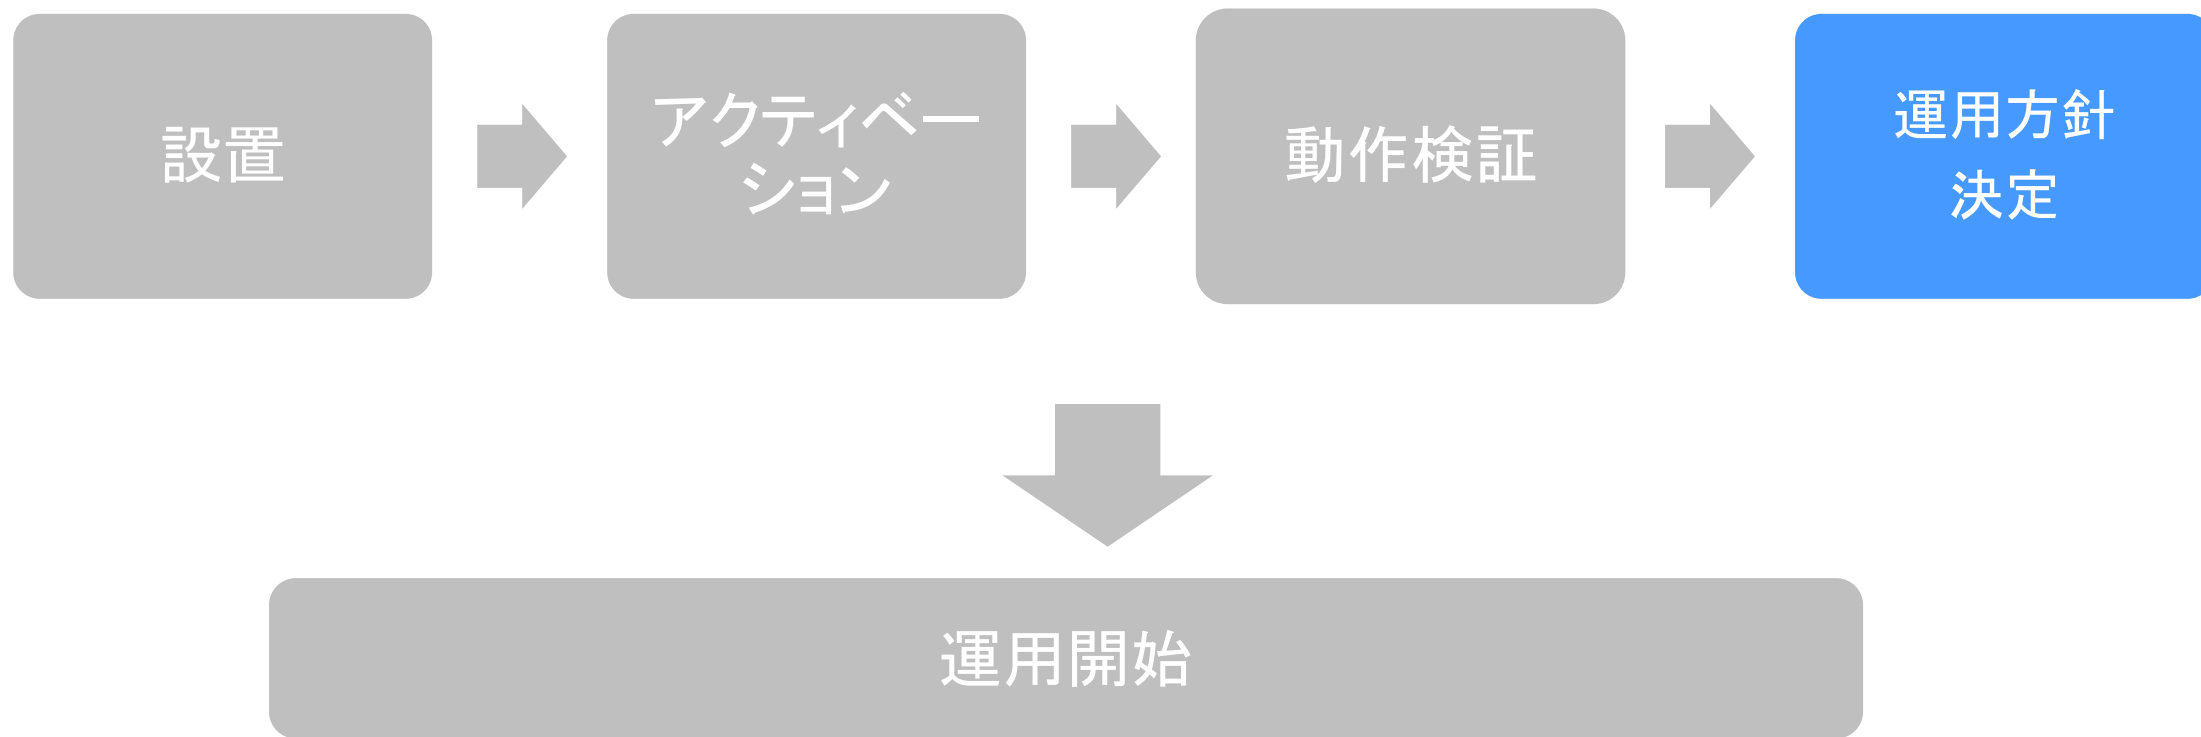 設置
アクティベー
ション
動作検証
運用方針
決定
運用開始